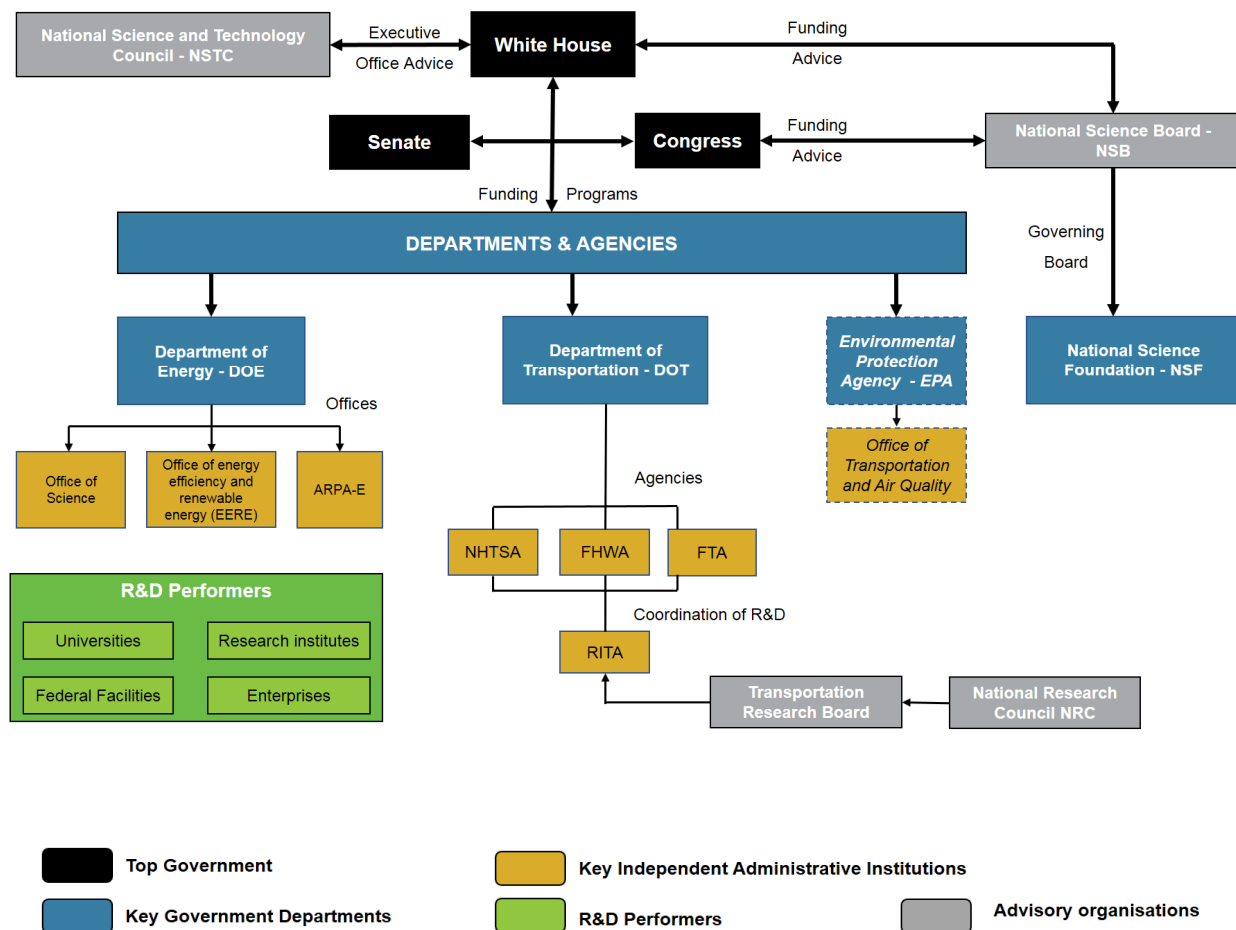 National Science and Technology
Council - NSTC
Executive
Office Advice
White House
Funding
Advice
Senate
Congress
Funding
Advice
National Science Board -
NSB
Funding Programs
DEPARTMENTS & AGENCIES
Governing
Board
Department of
Energy - DOE
Department of
Transportation - DOT
Environmental
Protection
Agency - EPA
National Science
Foundation - NSF
Offices
Office of
Science
Office of energy
efficiency and
renewable
energy (EERE)
ARPA-E
Agencies
Office of
Transportation
and Air Quality
NHTSA
FHWA
FTA
Coordination of R&D
RITA
R&D Performers
Universities
Research institutes
Federal Facilities
Enterprises
Transportation
Research Board
National Research
Council NRC
Top Government
Key Independent Administrative Institutions
Key Government Departments
R&D Performers
Advisory organisations